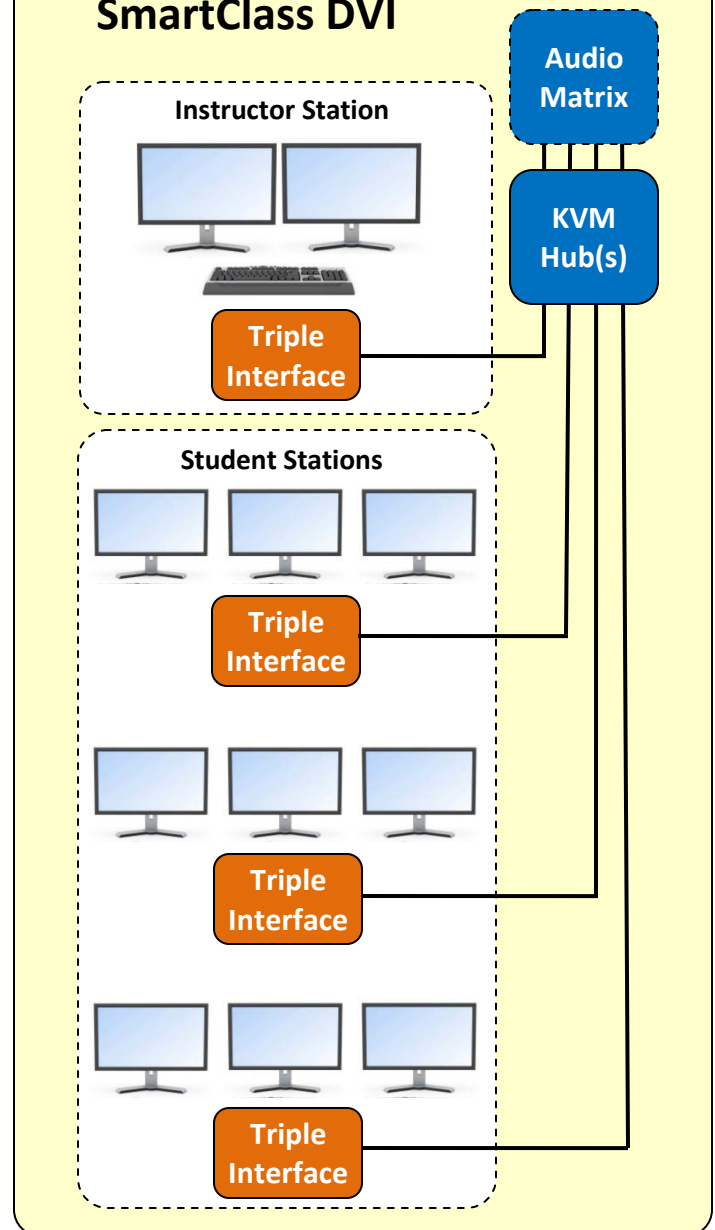 SmartClass DVI
Audio
Matrix
Instructor Station
KVM
Hub(s)
Triple
Interface
Student Stations
Triple
Interface
Triple
Interface
Triple
Interface